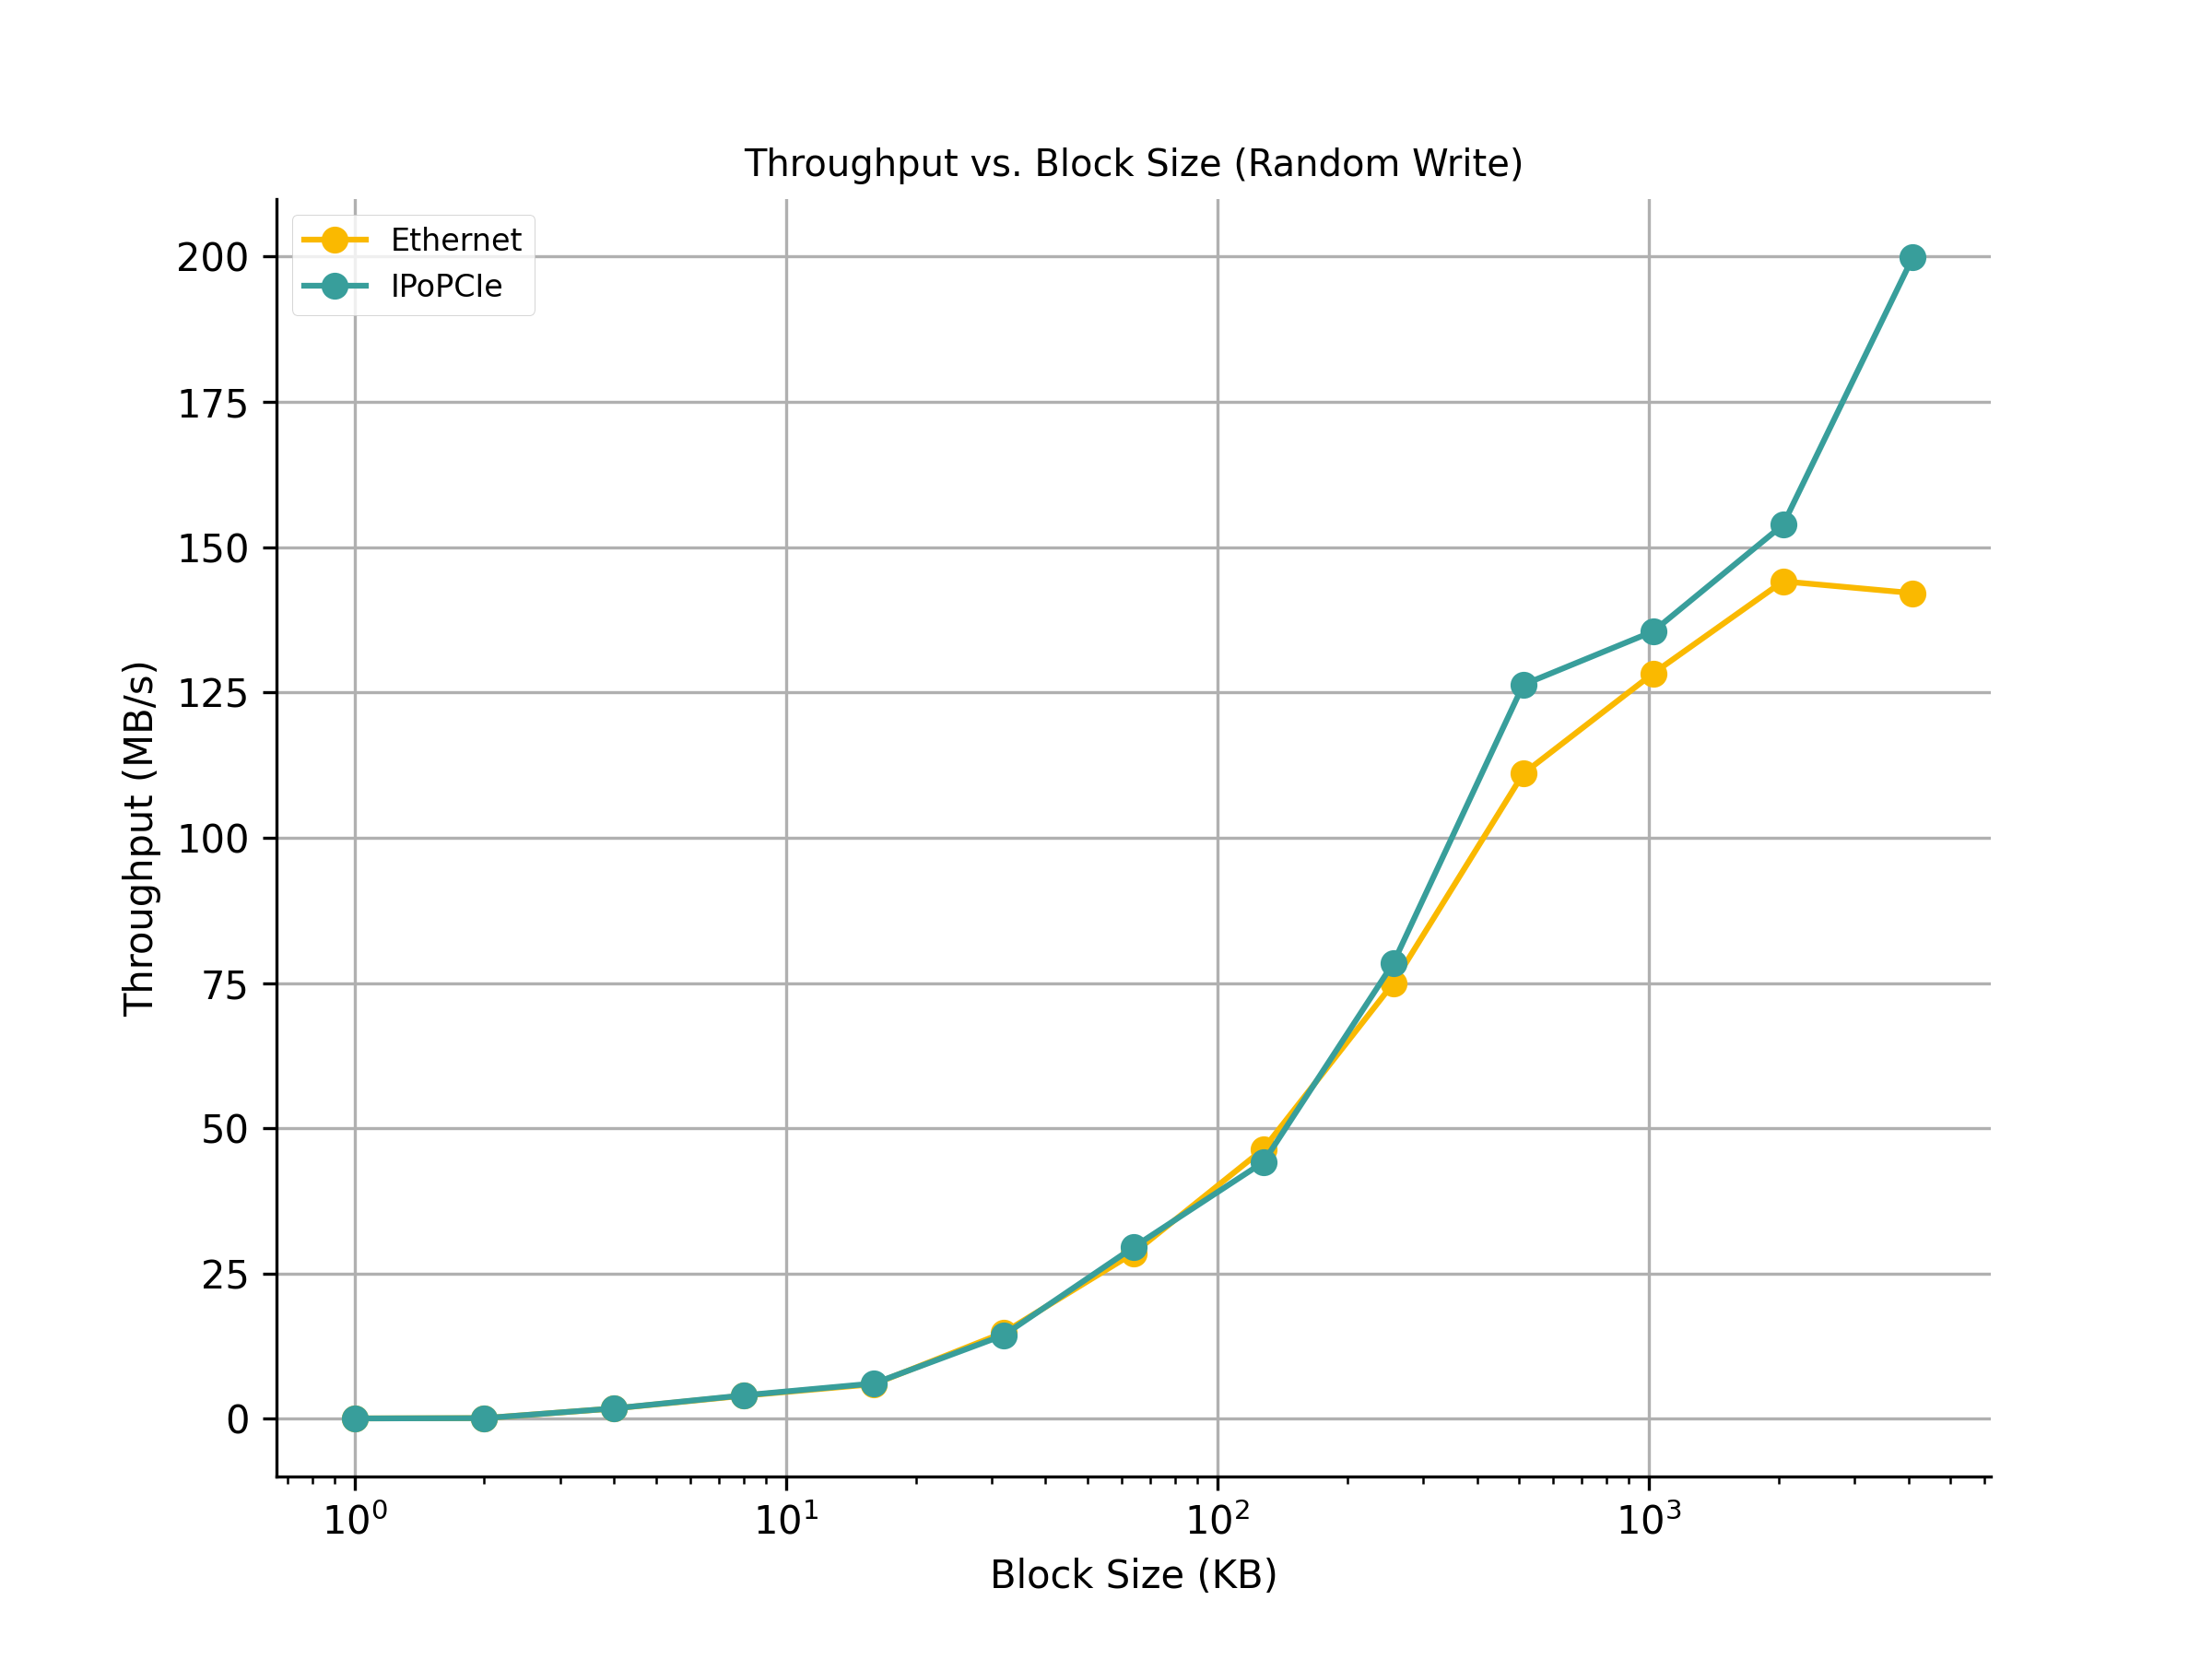 Throughput vs. Block Size (Random Write)
Ethernet
IPoPCIe
200
175
150
125
100
75
50
25
0
Throughput (MB/s)
10⁰
10¹
10²
10³
Block Size (KB)